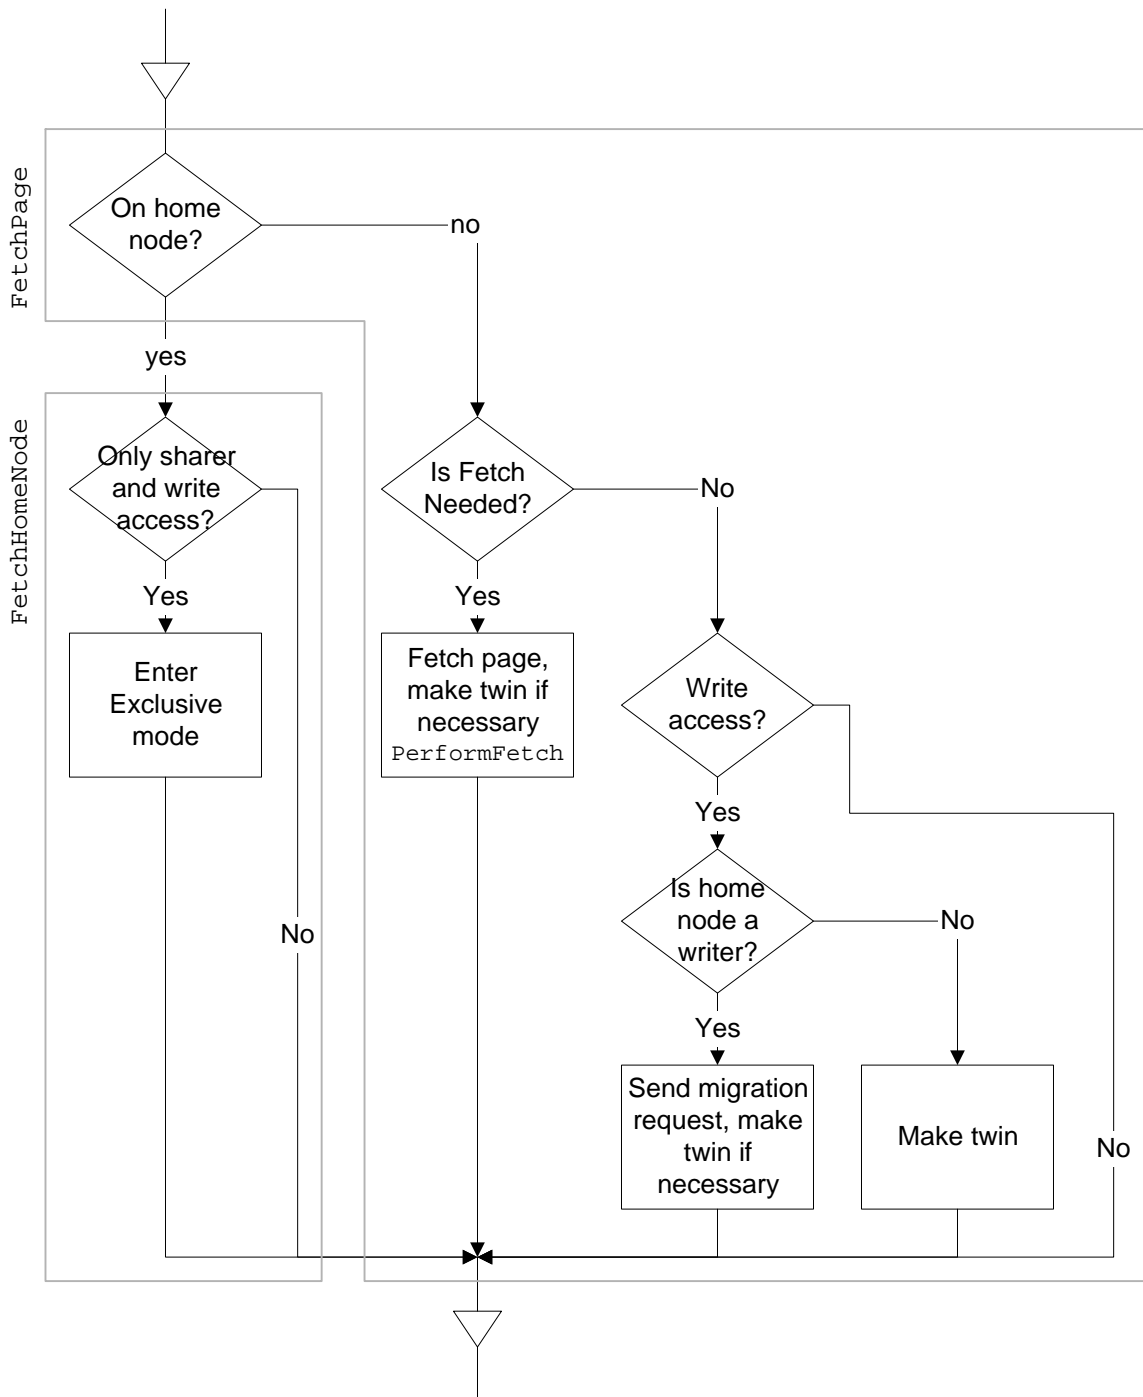 FetchPage
On home
node?
no
yes
FetchHomeNode
Only sharer
and write
access?
Is Fetch
Needed?
No
Yes
Yes
Enter
Exclusive
mode
Fetch page,
make twin if
necessary
PerformFetch
Write
access?
Yes
Is home
node a
writer?
No
No
Yes
Send migration
request, make
twin if
necessary
Make twin
No